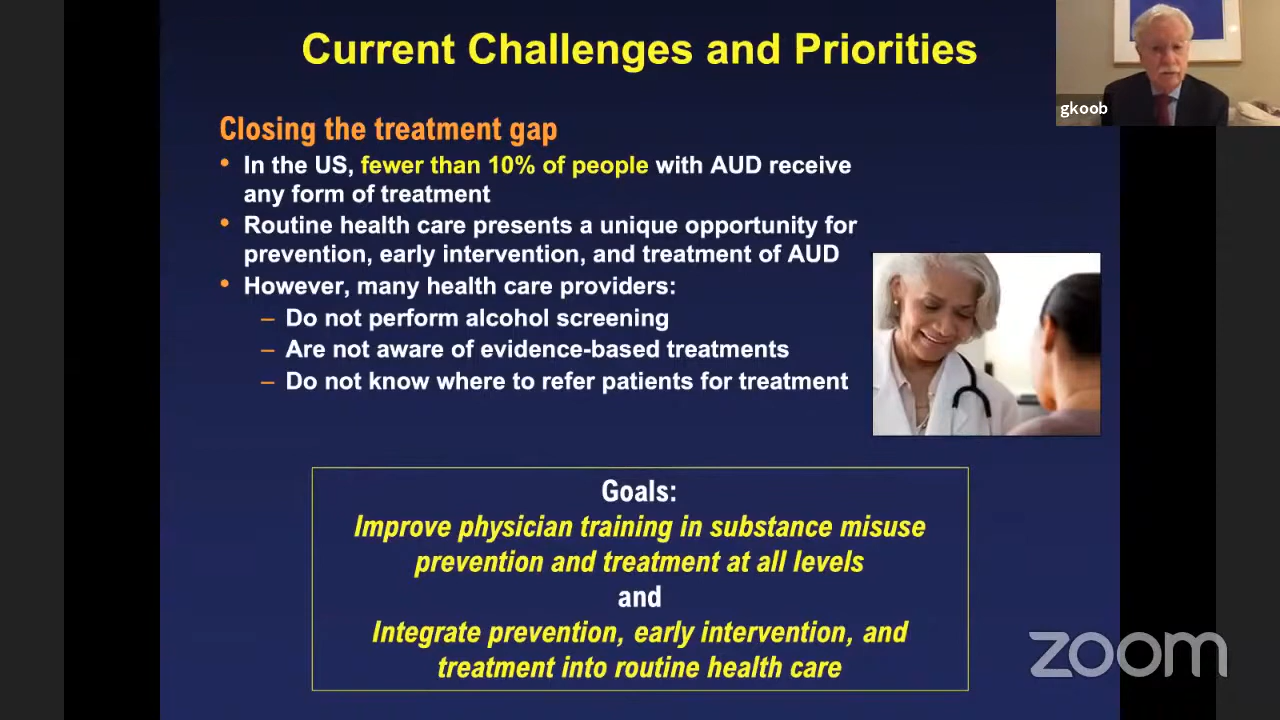 Current Challenges and Priorities
gkoob
Closing the treatment gap
• In the US, fewer than 10% of people with AUD receive
any form of treatment
• Routine health care presents a unique opportunity for
prevention, early intervention, and treatment of AUD
• However, many health care providers:
– Do not perform alcohol screening
– Are not aware of evidence-based treatments
– Do not know where to refer patients for treatment
Goals:
Improve physician training in substance misuse
prevention and treatment at all levels
and
Integrate prevention, early intervention, and
treatment into routine health care
zoom